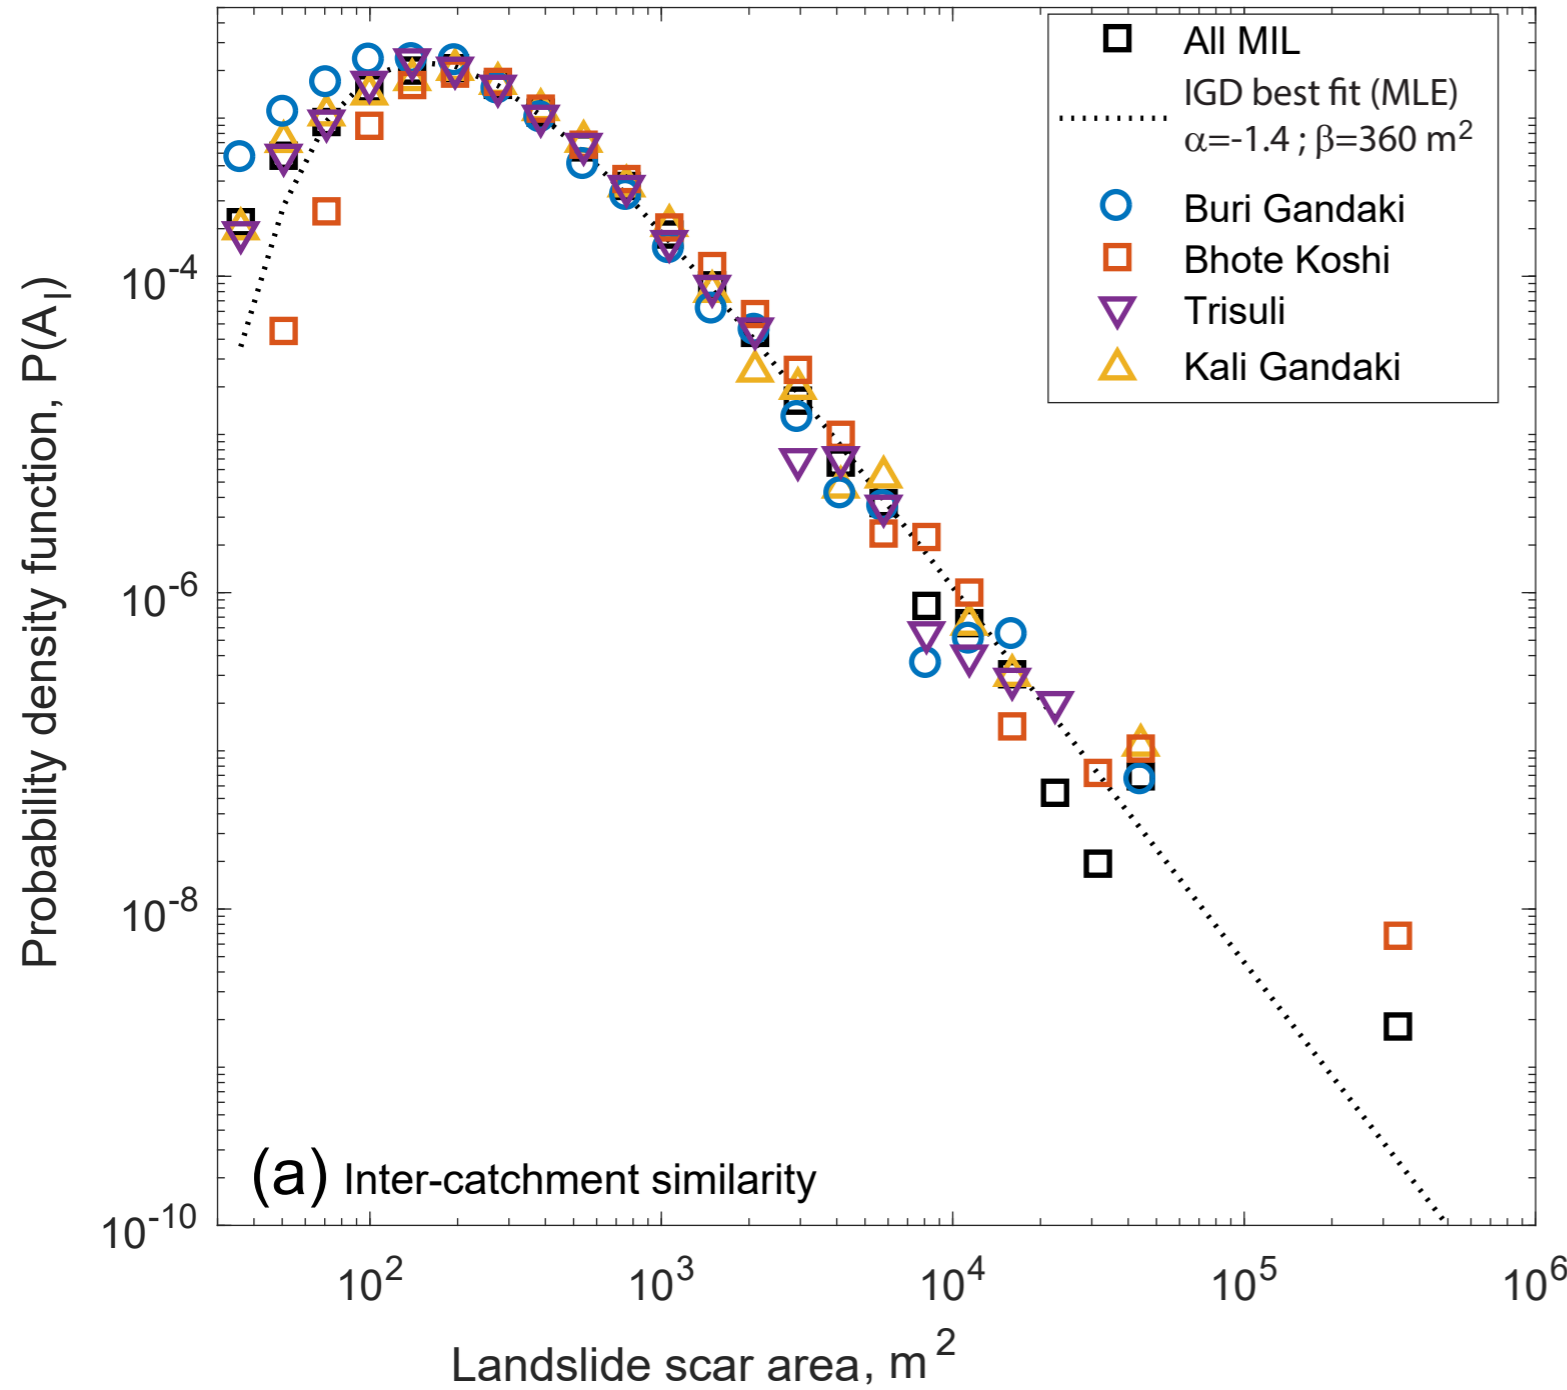 All MIL
IGD best fit (MLE)
α=-1.4 ; β=360 m²
Buri Gandaki
Bhote Koshi
Trisuli
Kali Gandaki
Probability density function, P(Aₗ)
10⁻⁴
10⁻⁶
10⁻⁸
10⁻¹⁰
(a) Inter-catchment similarity
10² 10³ 10⁴ 10⁵ 10⁶
Landslide scar area, m²